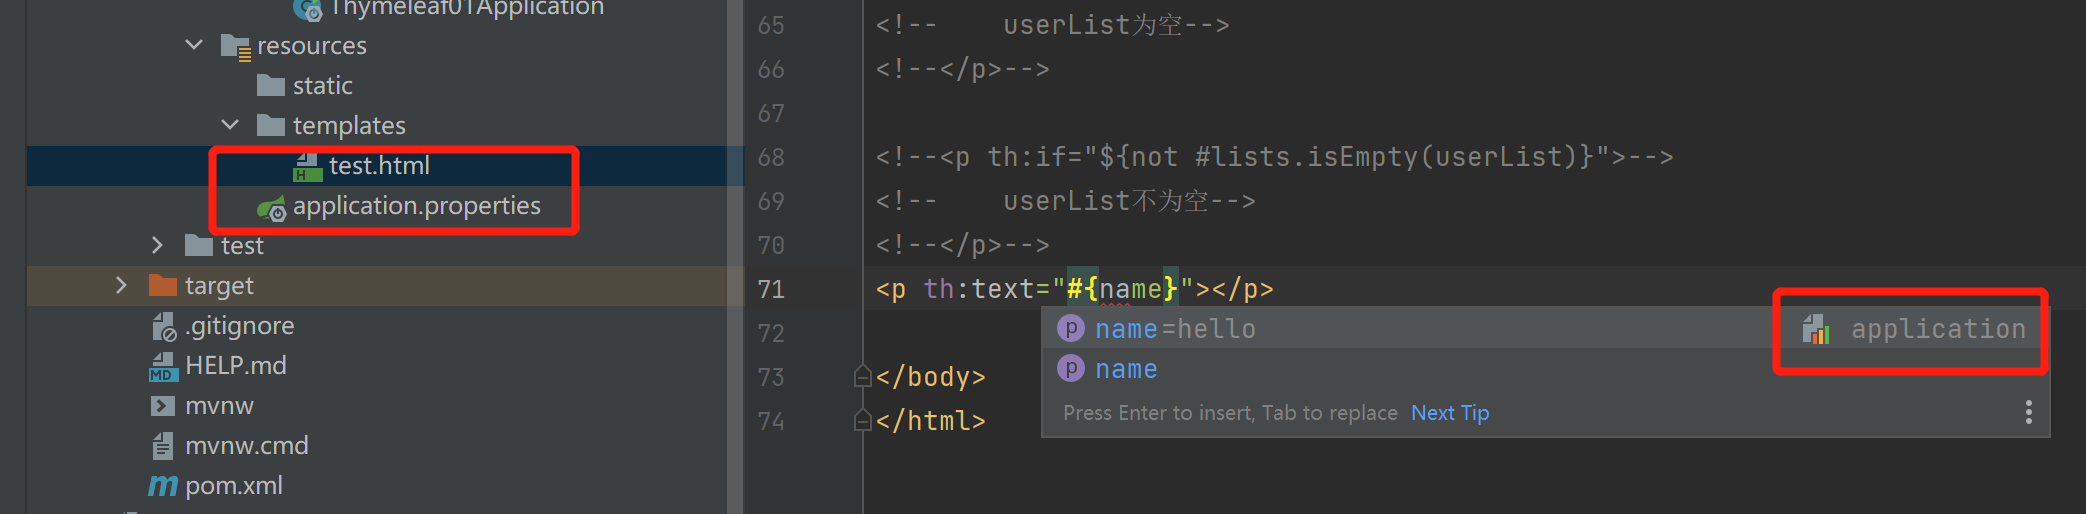 Thymeleaf01Application
resources
static
templates
test.html
application.properties
test
target
.gitignore
HELP.md
mvnw
mvnw.cmd
pom.xml
65 <!--    userList为空-->
66 <!--</p>-->
67
68 <!--<p th:if="${not #lists.isEmpty(userList)}">-->
69 <!--    userList不为空-->
70 <!--</p>-->
71 <p th:text="#{name}"></p>
72
73 </body>
74 </html>
p name=hello application
p name
Press Enter to insert, Tab to replace Next Tip